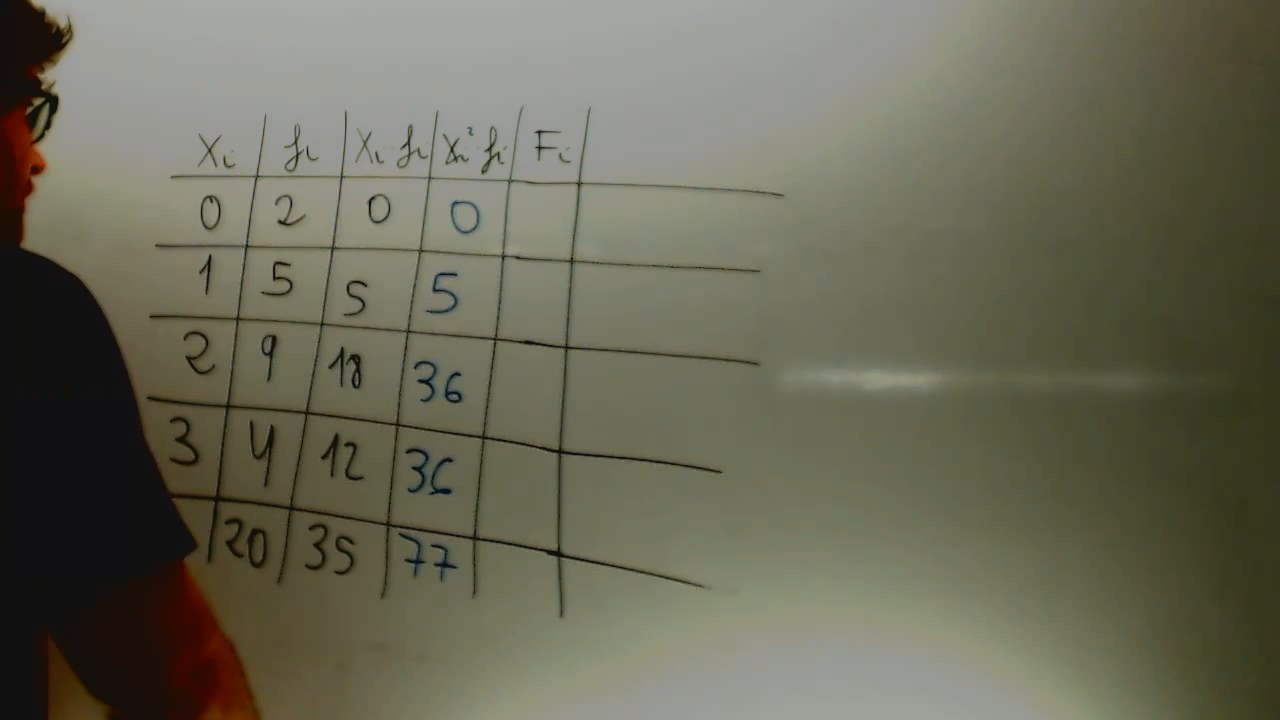 xᵢ fᵢ xᵢ fᵢ xᵢ² fᵢ Fᵢ
0 2 0 0
1 5 5 5
2 9 18 36
3 4 12 36
20 35 77